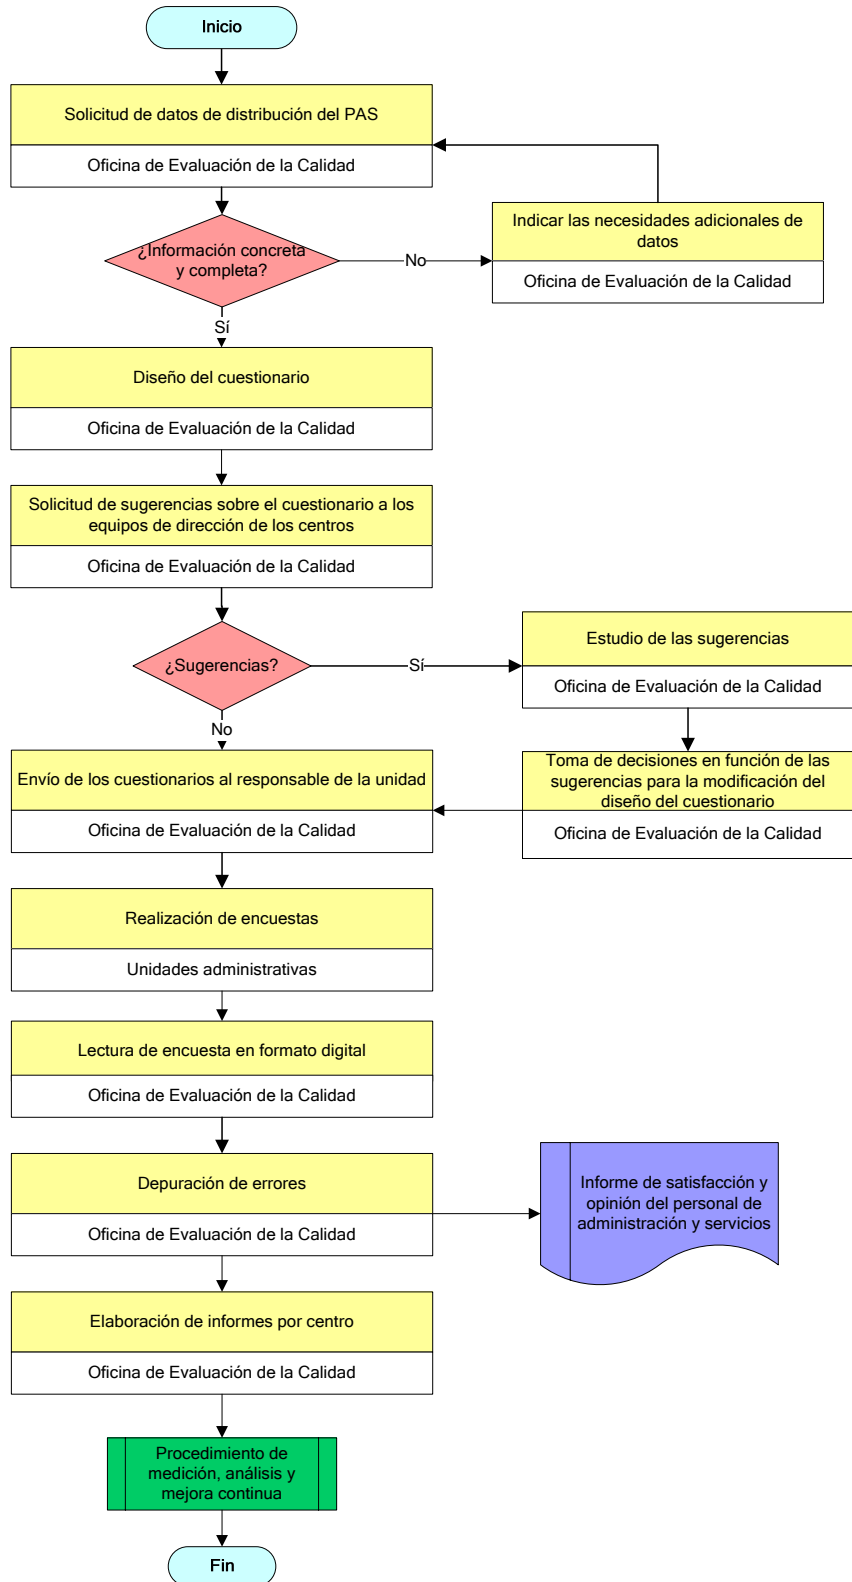 Inicio
Solicitud de datos de distribución del PAS
Oficina de Evaluación de la Calidad
Indicar las necesidades adicionales de
datos
Oficina de Evaluación de la Calidad
¿Información concreta
y completa?
No
Sí
Diseño del cuestionario
Oficina de Evaluación de la Calidad
Solicitud de sugerencias sobre el cuestionario a los
equipos de dirección de los centros
Oficina de Evaluación de la Calidad
¿Sugerencias?
Sí
Estudio de las sugerencias
Oficina de Evaluación de la Calidad
No
Toma de decisiones en función de las
sugerencias para la modificación del
diseño del cuestionario
Oficina de Evaluación de la Calidad
Envío de los cuestionarios al responsable de la unidad
Oficina de Evaluación de la Calidad
Realización de encuestas
Unidades administrativas
Lectura de encuesta en formato digital
Oficina de Evaluación de la Calidad
Depuración de errores
Oficina de Evaluación de la Calidad
Informe de satisfacción y
opinión del personal de
administración y servicios
Elaboración de informes por centro
Oficina de Evaluación de la Calidad
Procedimiento de
medición, análisis y
mejora continua
Fin